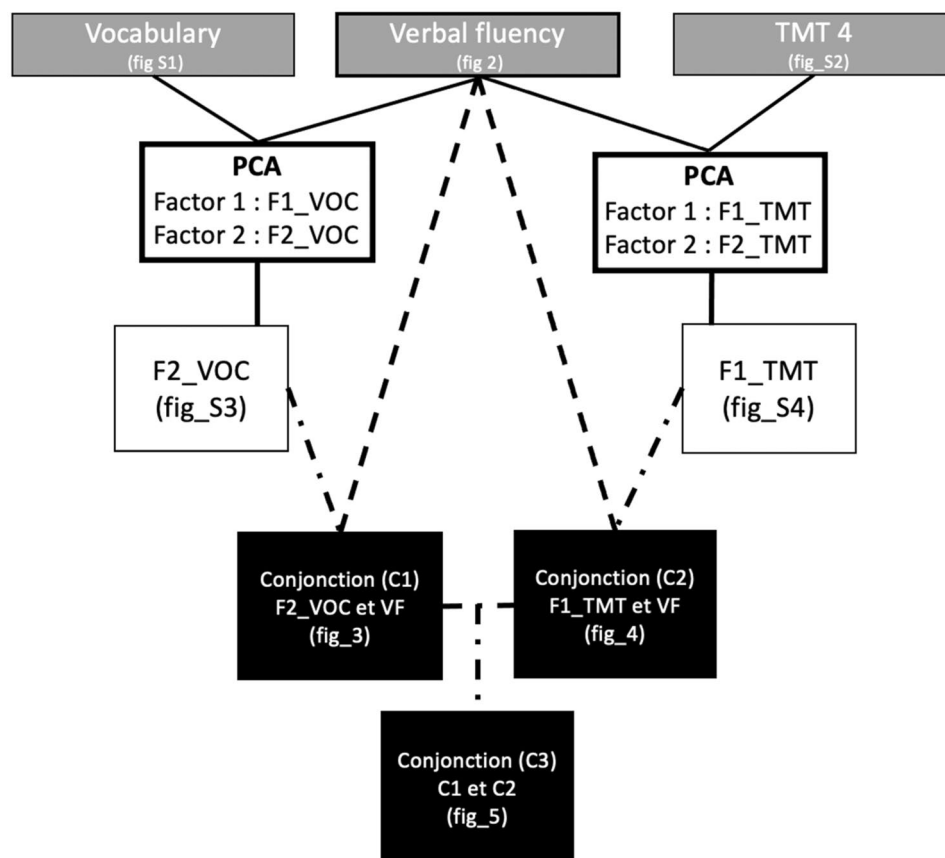 Vocabulary
(fig S1)
Verbal fluency
(fig 2)
TMT 4
(fig_S2)
PCA
Factor 1 : F1_VOC
Factor 2 : F2_VOC
PCA
Factor 1 : F1_TMT
Factor 2 : F2_TMT
F2_VOC
(fig_S3)
F1_TMT
(fig_S4)
Conjonction (C1)
F2_VOC et VF
(fig_3)
Conjonction (C2)
F1_TMT et VF
(fig_4)
Conjonction (C3)
C1 et C2
(fig_5)